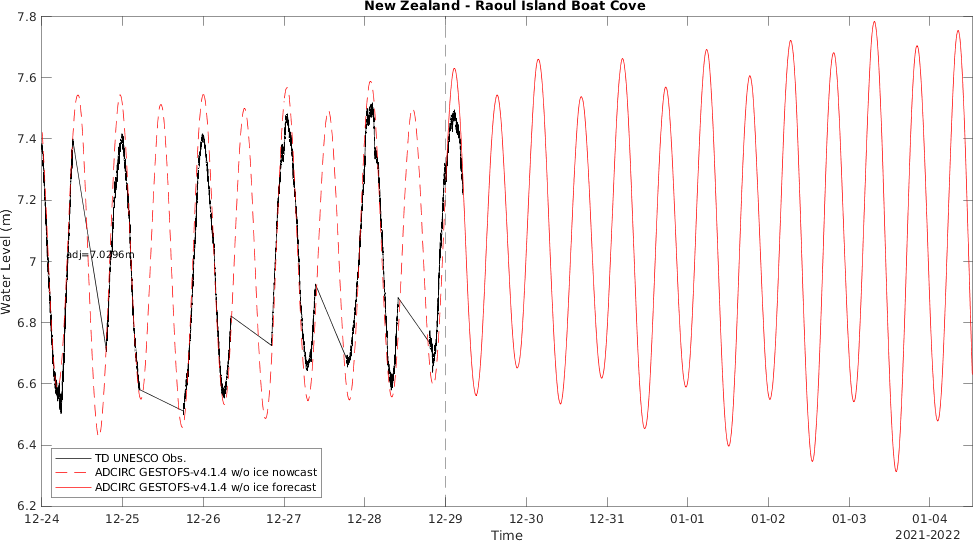 New Zealand - Raoul Island Boat Cove
7.8
7.6
7.4
7.2
7
6.8
6.6
6.4
6.2
Water Level (m)
adj=7.0296m
TD UNESCO Obs.
ADCIRC GESTOFS-v4.1.4 w/o ice nowcast
ADCIRC GESTOFS-v4.1.4 w/o ice forecast
12-24 12-25 12-26 12-27 12-28 12-29 12-30 12-31 01-01 01-02 01-03 01-04
Time
2021-2022